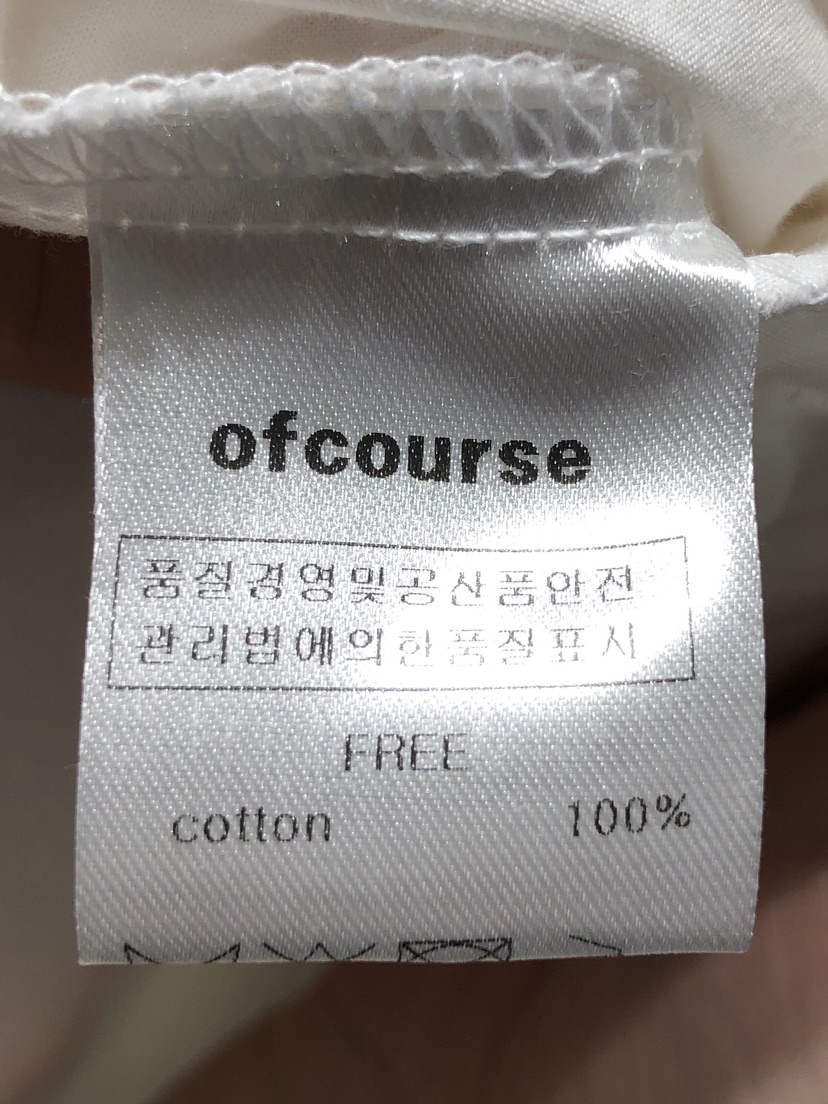 ofcourse
품질경영및공산품안전
관리법에의한품질표시
FREE
cotton 100%